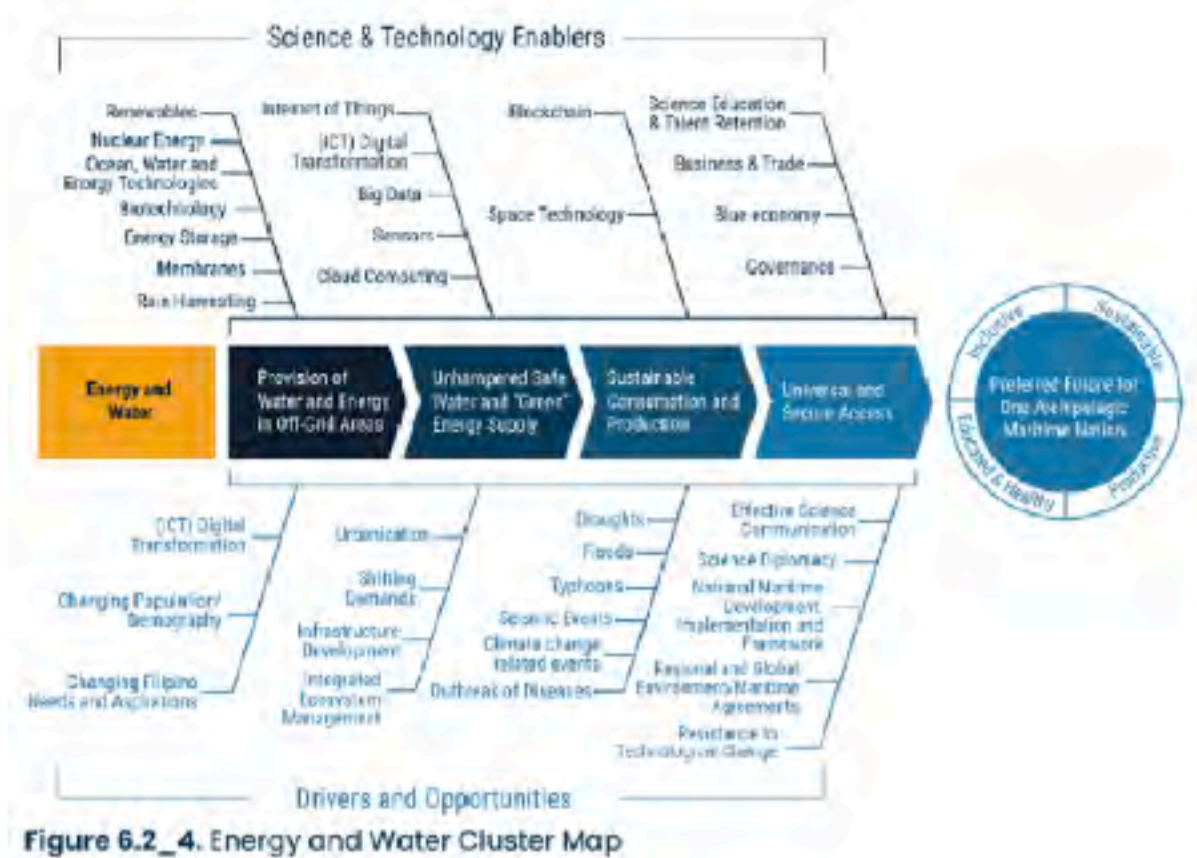 Science & Technology Enablers
Renewables
Nuclear Energy
Ocean, Water and
Energy Technologies
Biotechnology
Energy Storage
Membranes
Rain Harvesting
Internet of Things
(ICT) Digital
Transformation
Big Data
Sensors
Cloud Computing
Blockchain
Space Technology
Science Education
& Talent Retention
Business & Trade
Blue economy
Governance
Energy and
Water
Provision of
Water and Energy
in Off-Grid Areas
Unhampered Safe
Water and "Green"
Energy Supply
Sustainable
Consumption and
Production
Universal and
Secure Access
Inclusive
Sustainable
Productive
Educated & Healthy
Preferred Future for
One Archipelagic
Maritime Nation
(ICT) Digital
Transformation
Changing Population/
Demography
Changing Filipino
Needs and Aspirations
Urbanization
Shifting
Demands
Infrastructure
Development
Integrated
Ecosystem
Management
Droughts
Floods
Typhoons
Seismic Events
Climate change
related events
Outbreak of Diseases
Effective Science
Communication
Science Diplomacy
National Maritime
Development,
Implementation and
Framework
Regional and Global
Environment/Maritime
Agreements
Resistance to
Technological Change
Drivers and Opportunities
Figure 6.2_4. Energy and Water Cluster Map